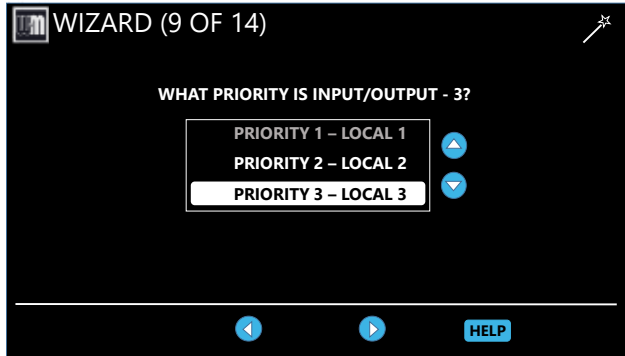 WIZARD (9 OF 14)
WHAT PRIORITY IS INPUT/OUTPUT - 3?
PRIORITY 1 – LOCAL 1
PRIORITY 2 – LOCAL 2
PRIORITY 3 – LOCAL 3
HELP